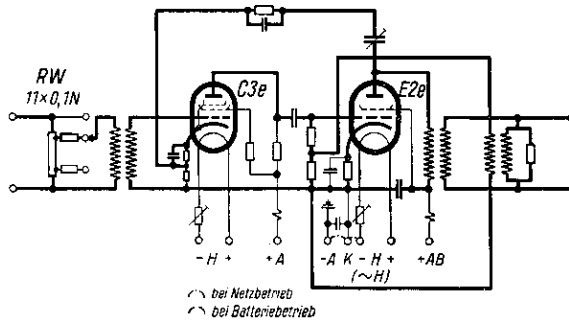 RW
11×0,1N
C3e
E2e
- H +
+A
-A K - H +
(~H)
+AB
bei Netzbetrieb
bei Batteriebetrieb